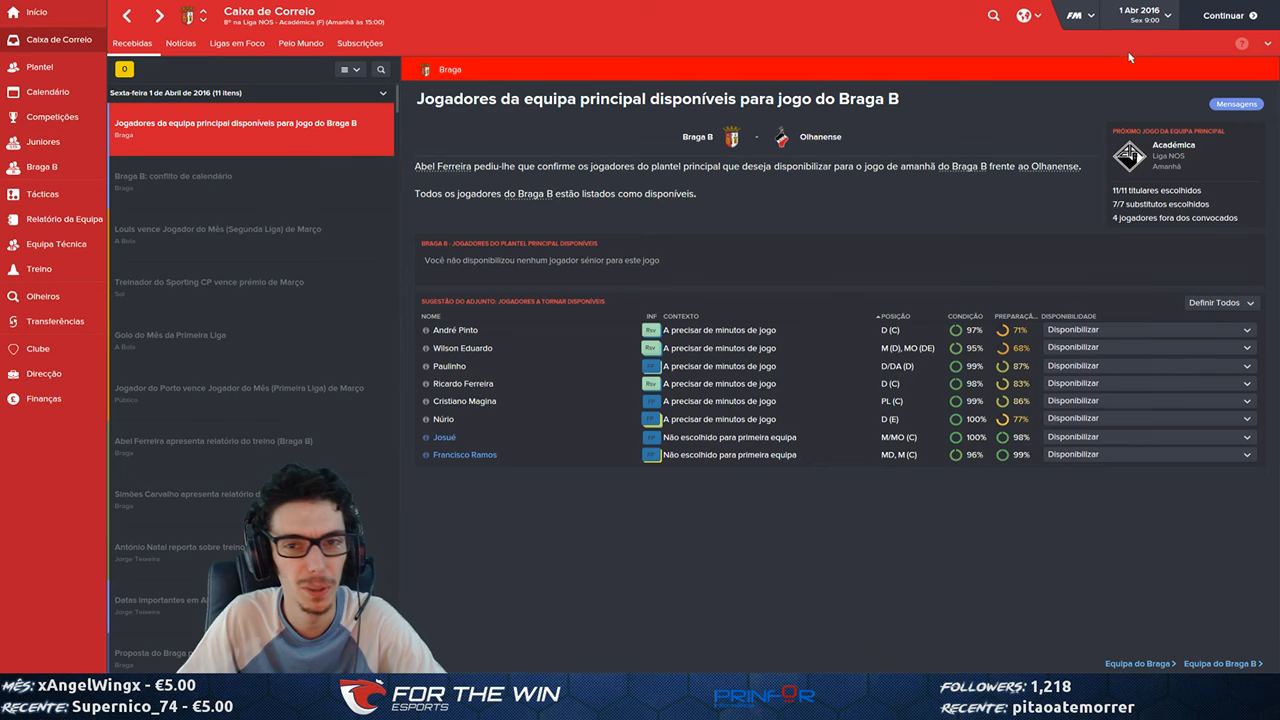 Início
Caixa de Correio
Plantel
Calendário
Competições
Juniores
Braga B
Tácticas
Relatório da Equipa
Equipa Técnica
Treino
Olheiros
Transferências
Clube
Direcção
Finanças
Caixa de Correio
8º na Liga NOS - Académica (F) (Amanhã às 15:00)
FM
1 Abr 2016
Sex 9:00
Continuar
Recebidas
Notícias
Ligas em Foco
Pelo Mundo
Subscrições
?
0
Sexta-feira 1 de Abril de 2016 (11 itens)
Jogadores da equipa principal disponíveis para jogo do Braga B
Braga
Braga B: conflito de calendário
Braga
Louis vence Jogador do Mês (Segunda Liga) de Março
A Bola
Treinador do Sporting CP vence prémio de Março
Sol
Golo do Mês da Primeira Liga
A Bola
Jogador do Porto vence Jogador do Mês (Primeira Liga) de Março
Público
Abel Ferreira apresenta relatório do treino (Braga B)
Braga
Simões Carvalho apresenta relatório d
Braga
António Natal reporta sobre treino
Jorge Teixeira
Datas importantes em A
Jorge Teixeira
Proposta do Braga
Braga
Braga
Jogadores da equipa principal disponíveis para jogo do Braga B
Mensagens
Braga B - Olhanense
Abel Ferreira pediu-lhe que confirme os jogadores do plantel principal que deseja disponibilizar para o jogo de amanhã do Braga B frente ao Olhanense.
Todos os jogadores do Braga B estão listados como disponíveis.
PRÓXIMO JOGO DA EQUIPA PRINCIPAL
Académica
Liga NOS
Amanhã
11/11 titulares escolhidos
7/7 substitutos escolhidos
4 jogadores fora dos convocados
BRAGA B - JOGADORES DO PLANTEL PRINCIPAL DISPONÍVEIS
Você não disponibilizou nenhum jogador sénior para este jogo
SUGESTÃO DO ADJUNTO: JOGADORES A TORNAR DISPONÍVEIS
Definir Todos
NOME INF CONTEXTO POSIÇÃO CONDIÇÃO PREPARAÇÃ... DISPONIBILIDADE
André Pinto Rsv A precisar de minutos de jogo D (C) 97% 71% Disponibilizar
Wilson Eduardo Rsv A precisar de minutos de jogo M (D), MO (DE) 95% 68% Disponibilizar
Paulinho FP A precisar de minutos de jogo D/DA (D) 99% 87% Disponibilizar
Ricardo Ferreira Rsv A precisar de minutos de jogo D (C) 98% 83% Disponibilizar
Cristiano Magina FP A precisar de minutos de jogo PL (C) 99% 86% Disponibilizar
Núrio FP A precisar de minutos de jogo D (E) 100% 77% Disponibilizar
Josué FP Não escolhido para primeira equipa M/MO (C) 100% 98% Disponibilizar
Francisco Ramos FP Não escolhido para primeira equipa MD, M (C) 96% 99% Disponibilizar
Equipa do Braga >
Equipa do Braga B >
MÊS: xAngelWingx - €5.00
RECENTE: Supernico_74 - €5.00
FOR THE WIN
ESPORTS
PRINFOR
FOLLOWERS: 1,218
RECENTE: pitaoatemorrer